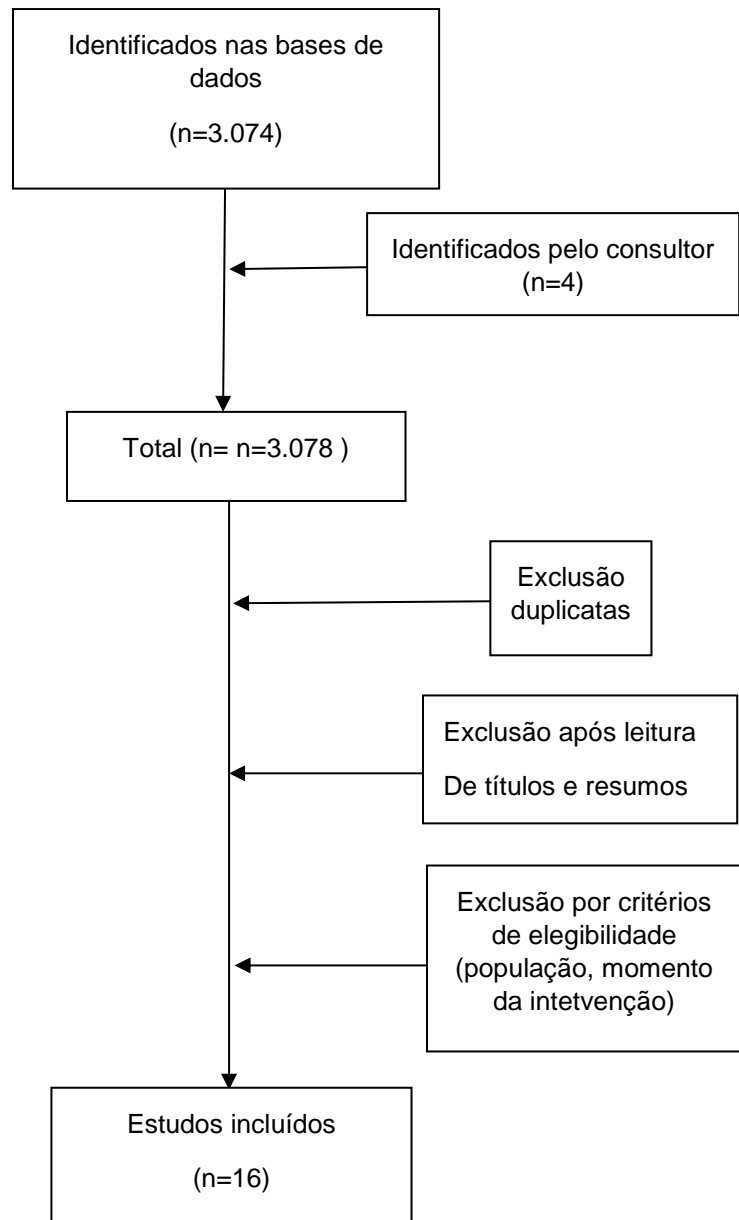 Identificados nas bases de
dados
(n=3.074)
Identificados pelo consultor
(n=4)
Total (n= n=3.078 )
Exclusão
duplicatas
Exclusão após leitura
De títulos e resumos
Exclusão por critérios
de elegibilidade
(população, momento
da intetvenção)
Estudos incluídos
(n=16)